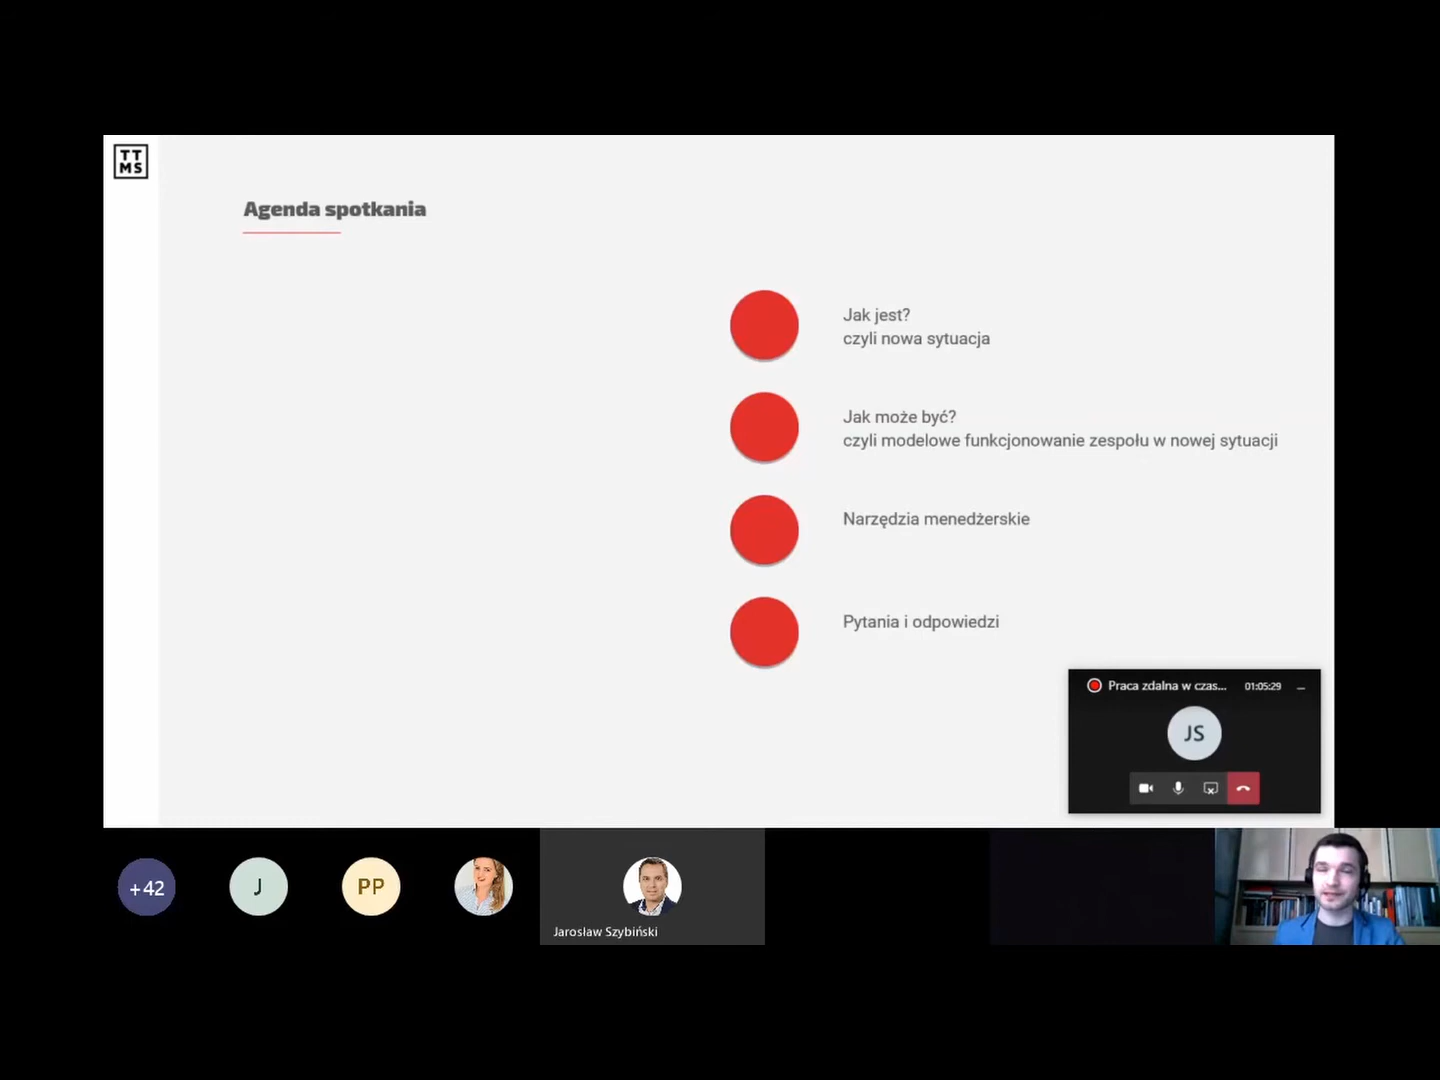 TT
MS
Agenda spotkania
Jak jest?
czyli nowa sytuacja
Jak może być?
czyli modelowe funkcjonowanie zespołu w nowej sytuacji
Narzędzia menedżerskie
Pytania i odpowiedzi
Praca zdalna w czas... 01:05:29
JS
+42
J
PP
Jarosław Szybiński